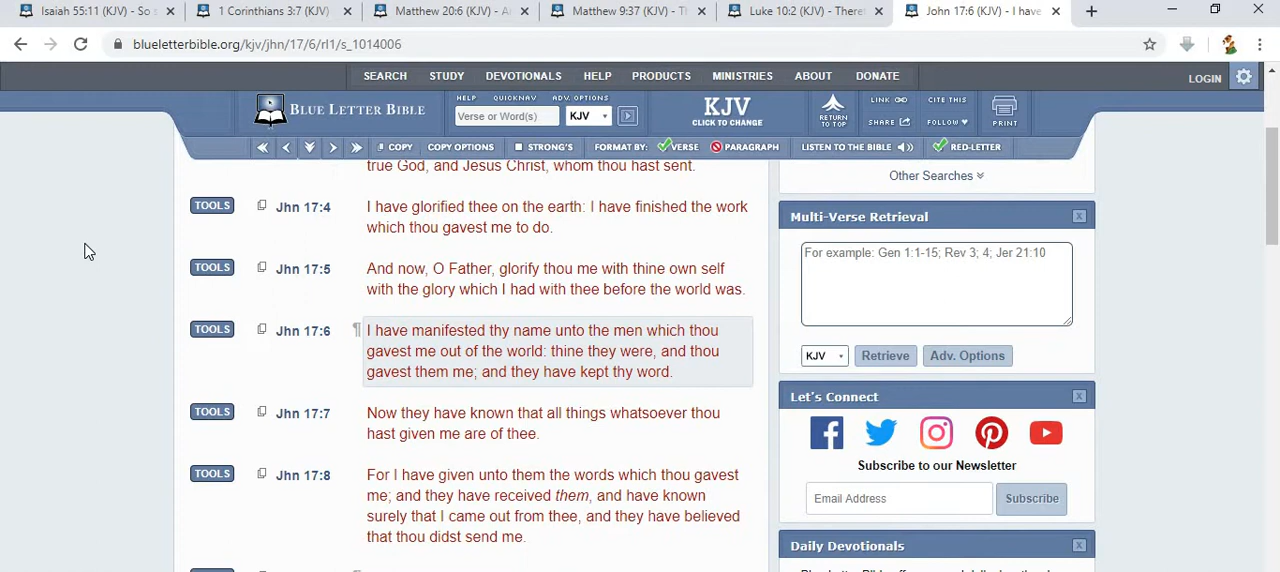 Isaiah 55:11 (KJV) - So s
1 Corinthians 3:7 (KJV) -
Matthew 20:6 (KJV) - A
Matthew 9:37 (KJV) - T
Luke 10:2 (KJV) - There
John 17:6 (KJV) - I have
blueletterbible.org/kjv/jhn/17/6/rl1/s_1014006
SEARCH STUDY DEVOTIONALS HELP PRODUCTS MINISTRIES ABOUT DONATE
LOGIN
BLUE LETTER BIBLE
HELP QUICKNAV ADV. OPTIONS
Verse or Word(s) KJV
KJV
CLICK TO CHANGE
RETURN
TO TOP
LINK CITE THIS
SHARE FOLLOW
PRINT
COPY COPY OPTIONS STRONG'S FORMAT BY: VERSE PARAGRAPH LISTEN TO THE BIBLE RED-LETTER
true God, and Jesus Christ, whom thou hast sent.
TOOLS Jhn 17:4 I have glorified thee on the earth: I have finished the work
which thou gavest me to do.
TOOLS Jhn 17:5 And now, O Father, glorify thou me with thine own self
with the glory which I had with thee before the world was.
TOOLS Jhn 17:6 ¶ I have manifested thy name unto the men which thou
gavest me out of the world: thine they were, and thou
gavest them me; and they have kept thy word.
TOOLS Jhn 17:7 Now they have known that all things whatsoever thou
hast given me are of thee.
TOOLS Jhn 17:8 For I have given unto them the words which thou gavest
me; and they have received them, and have known
surely that I came out from thee, and they have believed
that thou didst send me.
Other Searches
Multi-Verse Retrieval
For example: Gen 1:1-15; Rev 3; 4; Jer 21:10
KJV Retrieve Adv. Options
Let's Connect
Subscribe to our Newsletter
Email Address Subscribe
Daily Devotionals